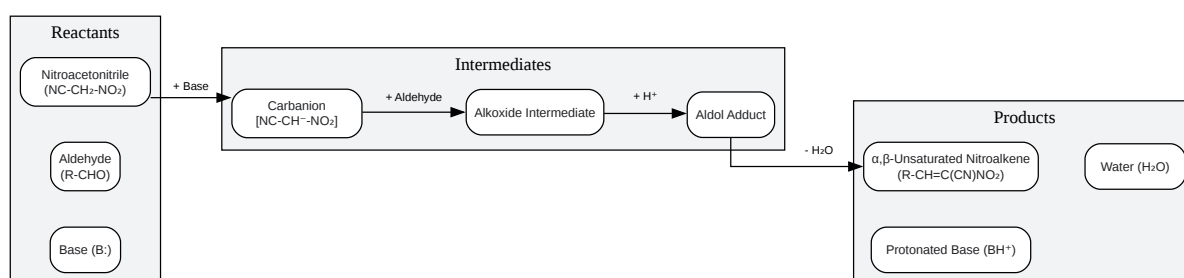 Reactants
Nitroacetonitrile
(NC-CH₂-NO₂)
Aldehyde
(R-CHO)
Base (B:)
+ Base
Intermediates
Carbanion
[NC-CH⁻-NO₂]
+ Aldehyde
Alkoxide Intermediate
+ H⁺
Aldol Adduct
- H₂O
Products
α,β-Unsaturated Nitroalkene
(R-CH=C(CN)NO₂)
Water (H₂O)
Protonated Base (BH⁺)